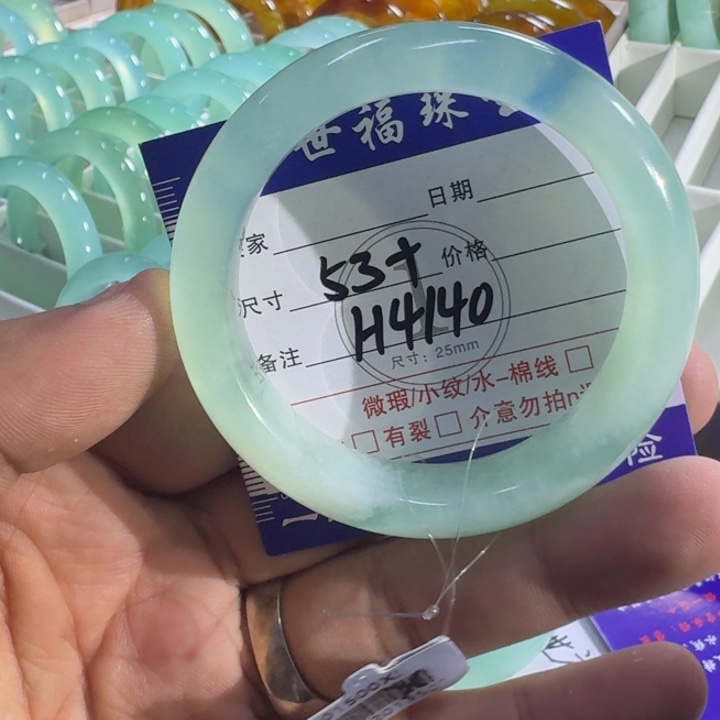 世福珠
日期
家
53+ 价格
尺寸
H4140
备注
尺寸：25mm
微瑕/小纹/水-棉线□
□有裂□ 介意勿拍
险